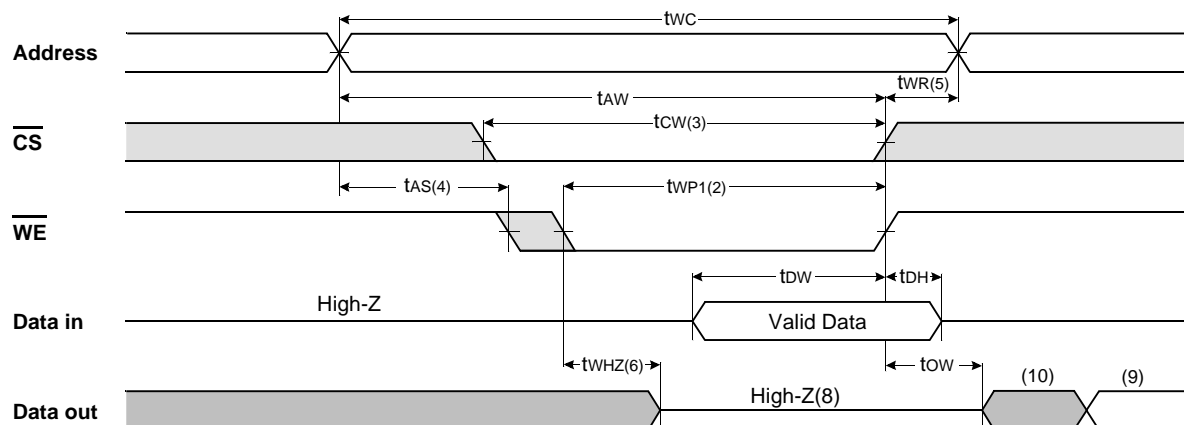 tWC
Address
tWR(5)
tAW
tCW(3)
CS
tAS(4)
tWP1(2)
WE
tDW
tDH
High-Z
Data in
Valid Data
tWHZ(6)
tOW
High-Z(8)
(10)
(9)
Data out